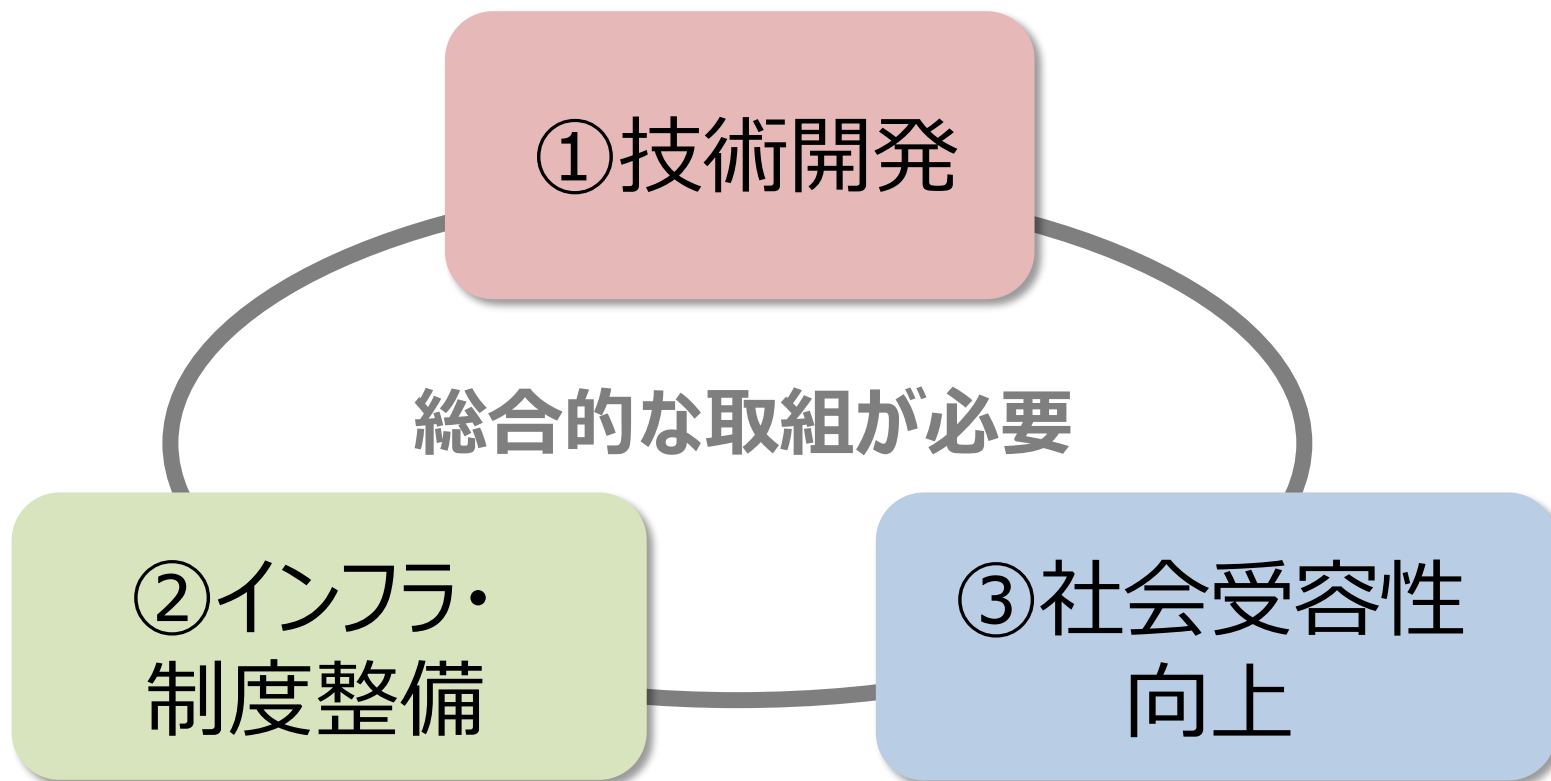 ①技術開発
総合的な取組が必要
②インフラ・
制度整備
③社会受容性
向上